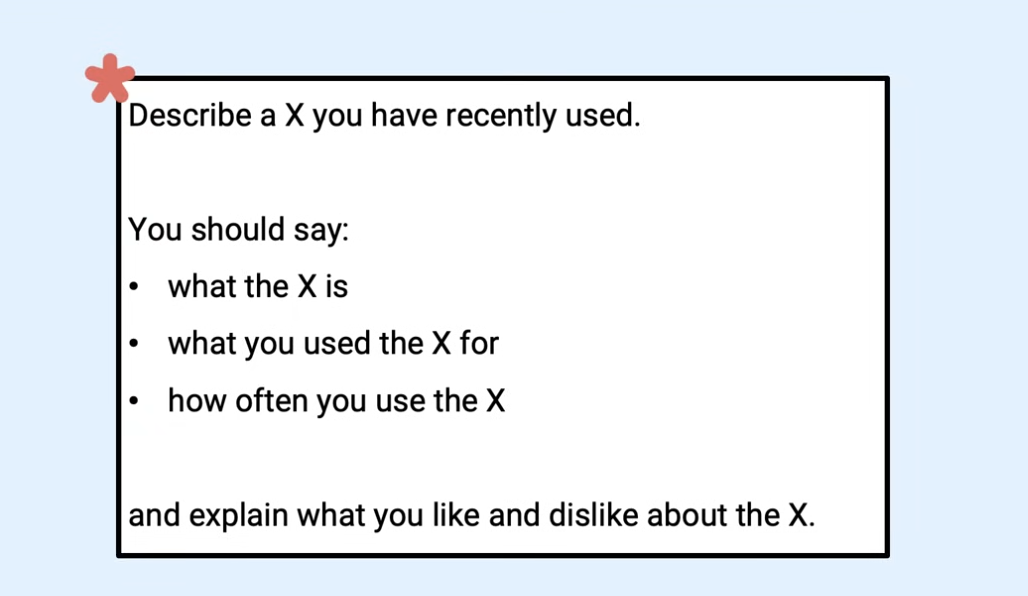 Describe a X you have recently used.
You should say:
• what the X is
• what you used the X for
• how often you use the X
and explain what you like and dislike about the X.